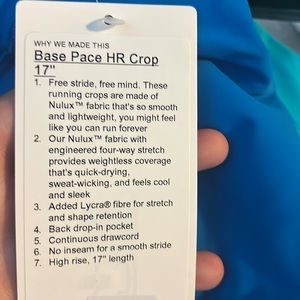 WHY WE MADE THIS
Base Pace HR Crop
17"
1. Free stride, free mind. These
running crops are made of
Nulux™ fabric that's so smooth
and lightweight, you might feel
like you can run forever
2. Our Nulux™ fabric with
engineered four-way stretch
provides weightless coverage
that's quick-drying,
sweat-wicking, and feels cool
and sleek
3. Added Lycra® fibre for stretch
and shape retention
4. Back drop-in pocket
5. Continuous drawcord
6. No inseam for a smooth stride
7. High rise, 17" length